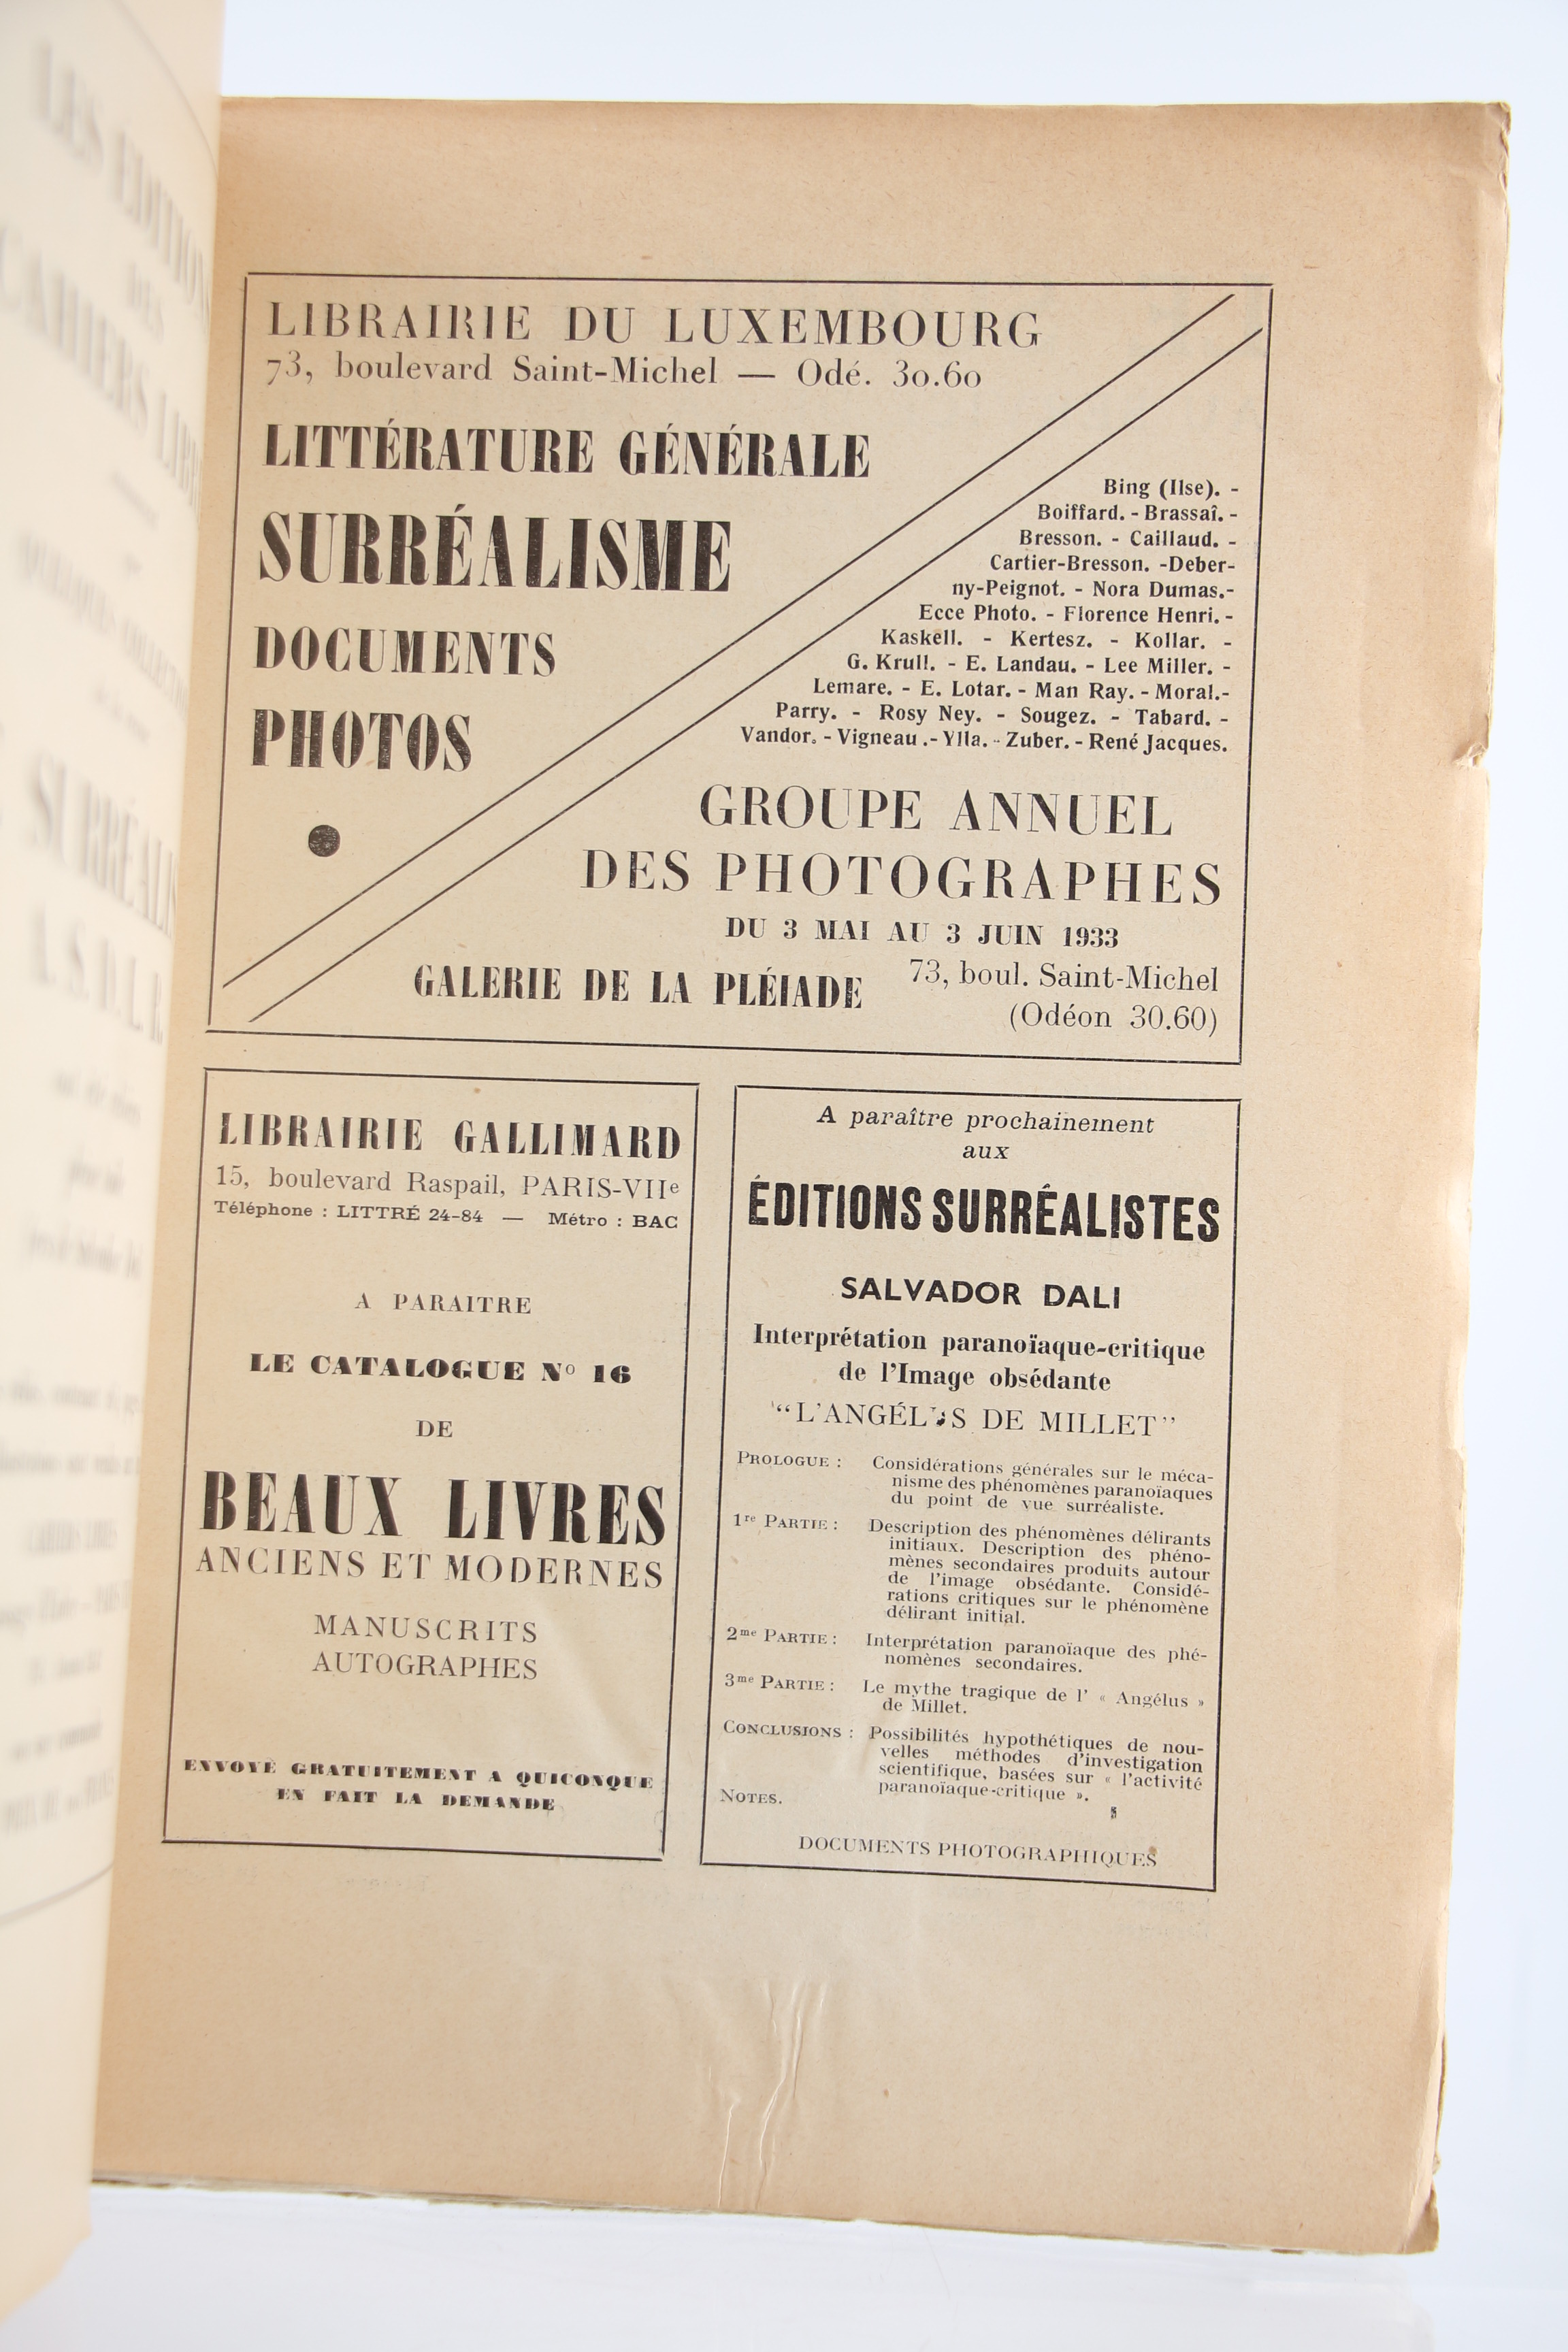 LIBRAIRIE DU LUXEMBOURG
73, boulevard Saint-Michel — Odé. 30.60
LITTÉRATURE GÉNÉRALE
SURRÉALISME
DOCUMENTS
PHOTOS
Bing (Ilse). -
Boiffard. - Brassaî. -
Bresson. - Caillaud. -
Cartier-Bresson. -Deber-
ny-Peignot. - Nora Dumas.-
Ecce Photo. - Florence Henri. -
Kaskell. - Kertesz. - Kollar. -
G. Krull. - E. Landau. - Lee Miller. -
Lemare. - E. Lotar. - Man Ray. - Moral.-
Parry. - Rosy Ney. - Sougez. - Tabard. -
Vandor. - Vigneau .- Ylla. - Zuber. - René Jacques.
GROUPE ANNUEL
DES PHOTOGRAPHES
DU 3 MAI AU 3 JUIN 1933
GALERIE DE LA PLÉIADE
73, boul. Saint-Michel
(Odéon 30.60)
LIBRAIRIE GALLIMARD
15, boulevard Raspail, PARIS-VIIe
Téléphone : LITTRÉ 24-84 — Métro : BAC
A PARAITRE
LE CATALOGUE No 16
DE
BEAUX LIVRES
ANCIENS ET MODERNES
MANUSCRITS
AUTOGRAPHES
ENVOYÉ GRATUITEMENT A QUICONQUE
EN FAIT LA DEMANDE
A paraître prochainement
aux
ÉDITIONS SURRÉALISTES
SALVADOR DALI
Interprétation paranoïaque-critique
de l'Image obsédante
“L'ANGÉLUS DE MILLET”
PROLOGUE : Considérations générales sur le méca-
nisme des phénomènes paranoïaques
du point de vue surréaliste.
1re PARTIE : Description des phénomènes délirants
initiaux. Description des phéno-
mènes secondaires produits autour
de l'image obsédante. Considé-
rations critiques sur le phénomène
délirant initial.
2me PARTIE : Interprétation paranoïaque des phé-
nomènes secondaires.
3me PARTIE : Le mythe tragique de l' « Angélus »
de Millet.
CONCLUSIONS : Possibilités hypothétiques de nou-
velles méthodes d'investigation
scientifique, basées sur « l'activité
paranoïaque-critique ».
NOTES.
DOCUMENTS PHOTOGRAPHIQUES